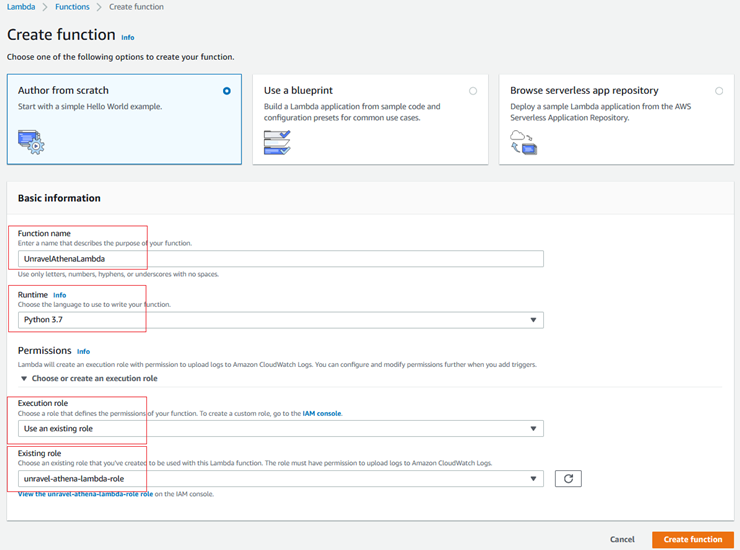 Lambda > Functions > Create function
Create function Info
Choose one of the following options to create your function.
Author from scratch
Start with a simple Hello World example.
Use a blueprint
Build a Lambda application from sample code and
configuration presets for common use cases.
Browse serverless app repository
Deploy a sample Lambda application from the AWS
Serverless Application Repository.
Basic information
Function name
Enter a name that describes the purpose of your function.
UnravelAthenaLambda
Use only letters, numbers, hyphens, or underscores with no spaces.
Runtime Info
Choose the language to use to write your function.
Python 3.7
Permissions Info
Lambda will create an execution role with permission to upload logs to Amazon CloudWatch Logs. You can configure and modify permissions further when you add triggers.
Choose or create an execution role
Execution role
Choose a role that defines the permissions of your function. To create a custom role, go to the IAM console.
Use an existing role
Existing role
Choose an existing role that you've created to be used with this Lambda function. The role must have permission to upload logs to Amazon CloudWatch Logs.
unravel-athena-lambda-role
View the unravel-athena-lambda-role role on the IAM console.
Cancel Create function